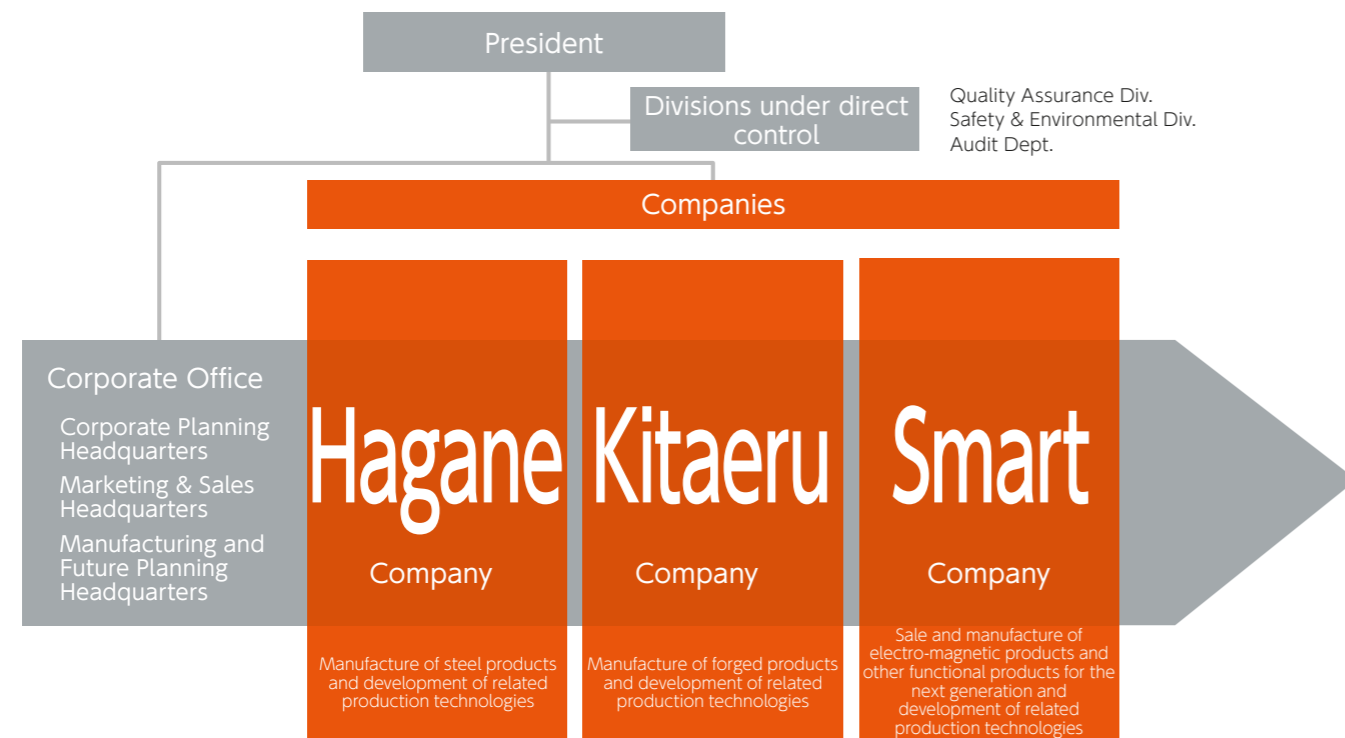 President
Divisions under direct
control
Quality Assurance Div.
Safety & Environmental Div.
Audit Dept.
Companies
Corporate Office
Corporate Planning
Headquarters
Marketing & Sales
Headquarters
Manufacturing and
Future Planning
Headquarters
Hagane
Company
Manufacture of steel products
and development of related
production technologies
Kitaeru
Company
Manufacture of forged products
and development of related
production technologies
Smart
Company
Sale and manufacture of
electro-magnetic products and
other functional products for the
next generation and
development of related
production technologies